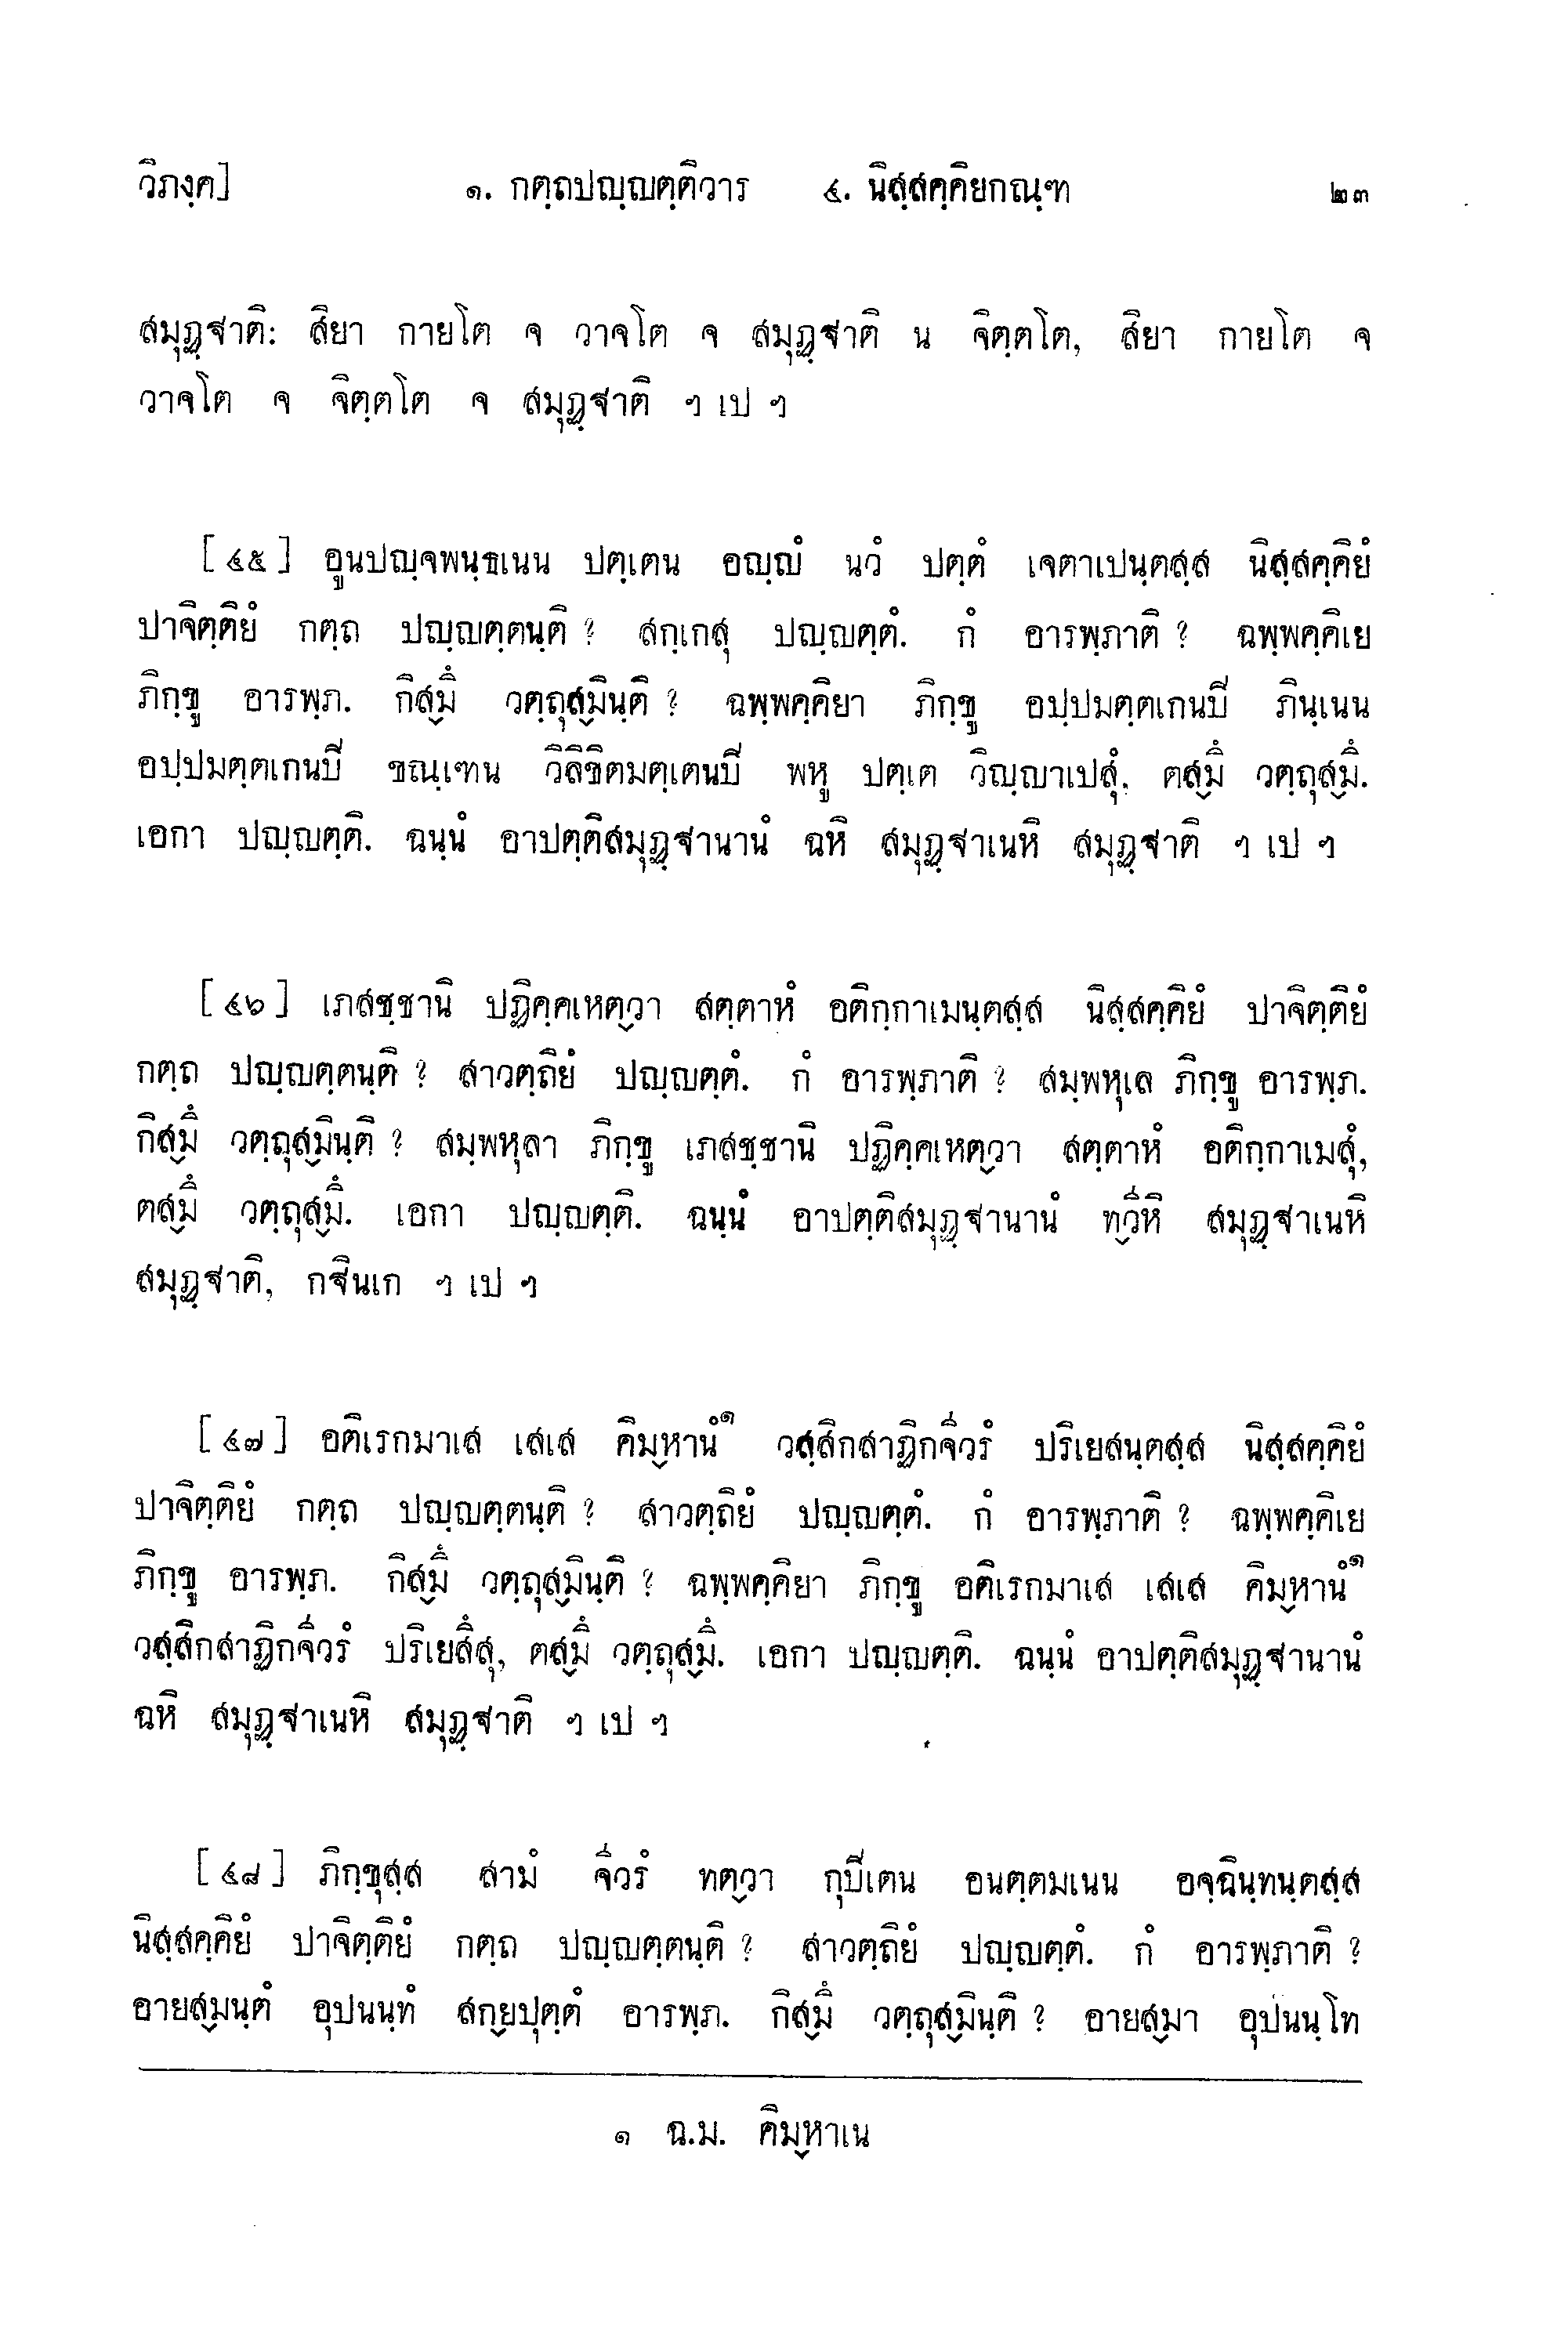 วิภงฺค] ๑. กตฺถปญฺญตฺติวาร ๔. นิสฺสคฺคิยกณฺฑ ๒๓
สมุฏฺฐาติ: สิยา กายโต จ วาจโต จ สมุฏฺฐาติ น จิตฺตโต, สิยา กายโต จ
วาจโต จ จิตฺตโต จ สมุฏฺฐาติ ฯ เป ฯ
[๔๕] อูนปญฺจพนฺธเนน ปตฺเตน อญฺญํ นวํ ปตฺตํ เจตาเปนฺตสฺส นิสฺสคฺคิยํ
ปาจิตฺติยํ กตฺถ ปญฺญตฺตนฺติ ? สกฺเกสุ ปญฺญตฺตํ. กํ อารพฺภาติ ? ฉพฺพคฺคิเย
ภิกฺขู อารพฺภ. กิสฺมึ วตฺถุสฺมินฺติ ? ฉพฺพคฺคิยา ภิกฺขู อปฺปมตฺตเกนปิ ภินฺเนน
อปฺปมตฺตเกนปิ ขณฺเฑน วิลิขิตมตฺเตนปิ พหู ปตฺเต วิญฺญาเปสุํ, ตสฺมึ วตฺถุสฺมึ.
เอกา ปญฺญตฺติ. ฉนฺนํ อาปตฺติสมุฏฺฐานานํ ฉหิ สมุฏฺฐาเนหิ สมุฏฺฐาติ ฯ เป ฯ
[๔๖] เภสชฺชานิ ปฏิคฺคเหตฺวา สตฺตาหํ อติกฺกาเมนฺตสฺส นิสฺสคฺคิยํ ปาจิตฺติยํ
กตฺถ ปญฺญตฺตนฺติ ? สาวตฺถิยํ ปญฺญตฺตํ. กํ อารพฺภาติ ? สมฺพหุเล ภิกฺขู อารพฺภ.
กิสฺมึ วตฺถุสฺมินฺติ ? สมฺพหุลา ภิกฺขู เภสชฺชานิ ปฏิคฺคเหตฺวา สตฺตาหํ อติกฺกาเมสุํ,
ตสฺมึ วตฺถุสฺมึ. เอกา ปญฺญตฺติ. ฉนฺนํ อาปตฺติสมุฏฺฐานานํ ทฺวีหิ สมุฏฺฐาเนหิ
สมุฏฺฐาติ, กฐินเก ฯ เป ฯ
[๔๗] อติเรกมาเส เสเส คิมฺหานํ๑ วสฺสิกสาฏิกจีวรํ ปริเยสนฺตสฺส นิสฺสคฺคิยํ
ปาจิตฺติยํ กตฺถ ปญฺญตฺตนฺติ ? สาวตฺถิยํ ปญฺญตฺตํ. กํ อารพฺภาติ ? ฉพฺพคฺคิเย
ภิกฺขู อารพฺภ. กิสฺมึ วตฺถุสฺมินฺติ ? ฉพฺพคฺคิยา ภิกฺขู อติเรกมาเส เสเส คิมฺหานํ๑
วสฺสิกสาฏิกจีวรํ ปริเยสึสุ, ตสฺมึ วตฺถุสฺมึ. เอกา ปญฺญตฺติ. ฉนฺนํ อาปตฺติสมุฏฺฐานานํ
ฉหิ สมุฏฺฐาเนหิ สมุฏฺฐาติ ฯ เป ฯ
[๔๘] ภิกฺขุสฺส สามํ จีวรํ ทตฺวา กุปิเตน อนตฺตมเนน อจฺฉินฺทนฺตสฺส
นิสฺสคฺคิยํ ปาจิตฺติยํ กตฺถ ปญฺญตฺตนฺติ ? สาวตฺถิยํ ปญฺญตฺตํ. กํ อารพฺภาติ ?
อายสฺมนฺตํ อุปนนฺทํ สกฺยปุตฺตํ อารพฺภ. กิสฺมึ วตฺถุสฺมินฺติ ? อายสฺมา อุปนนฺโท
๑ ฉ.ม. คิมฺหาเน